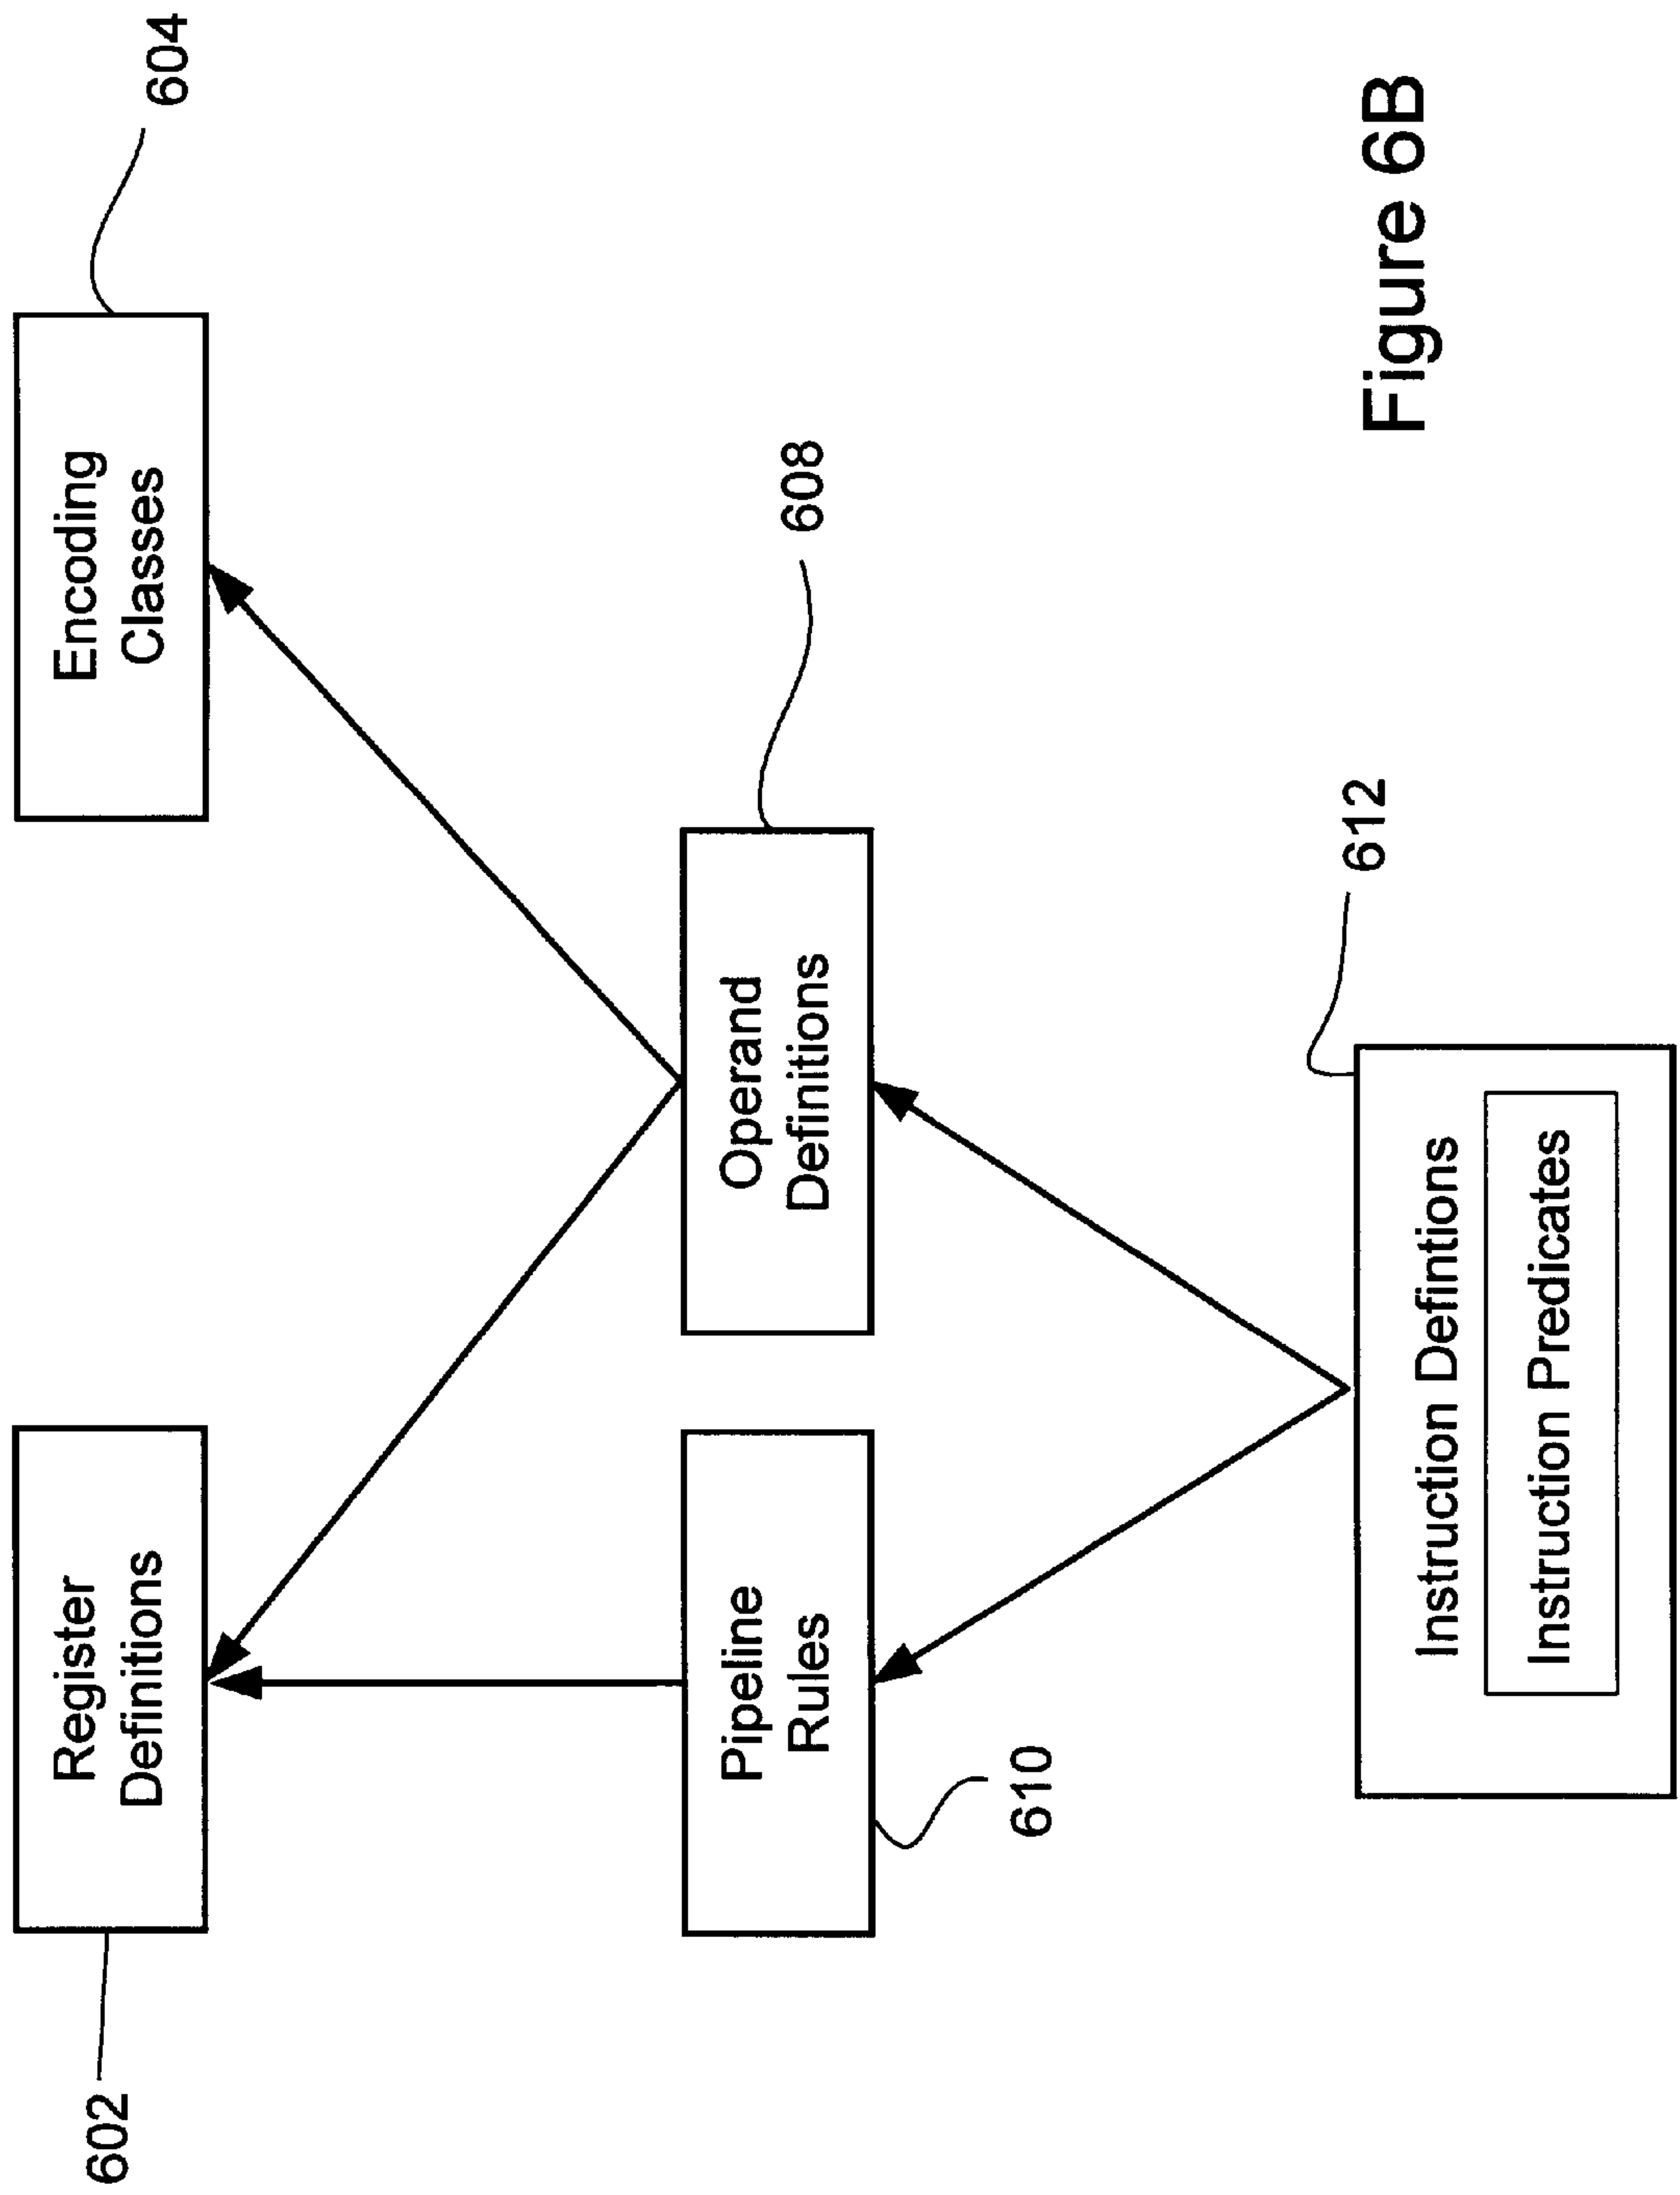 602
Register
Definitions
Encoding
Classes
604
Pipeline
Rules
610
Operand
Definitions
608
Instruction Defintions
Instruction Predicates
612
Figure 6B